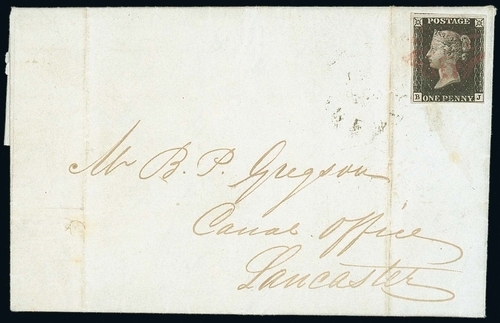 POSTAGE
B J
ONE PENNY
Mr B. P. Gregson
Canal Office
Lancaster